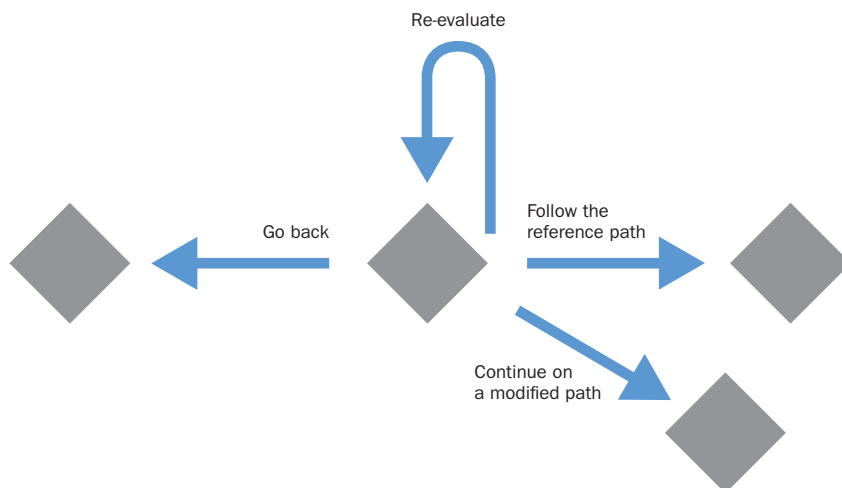 Re-evaluate
Go back
Follow the
reference path
Continue on
a modified path